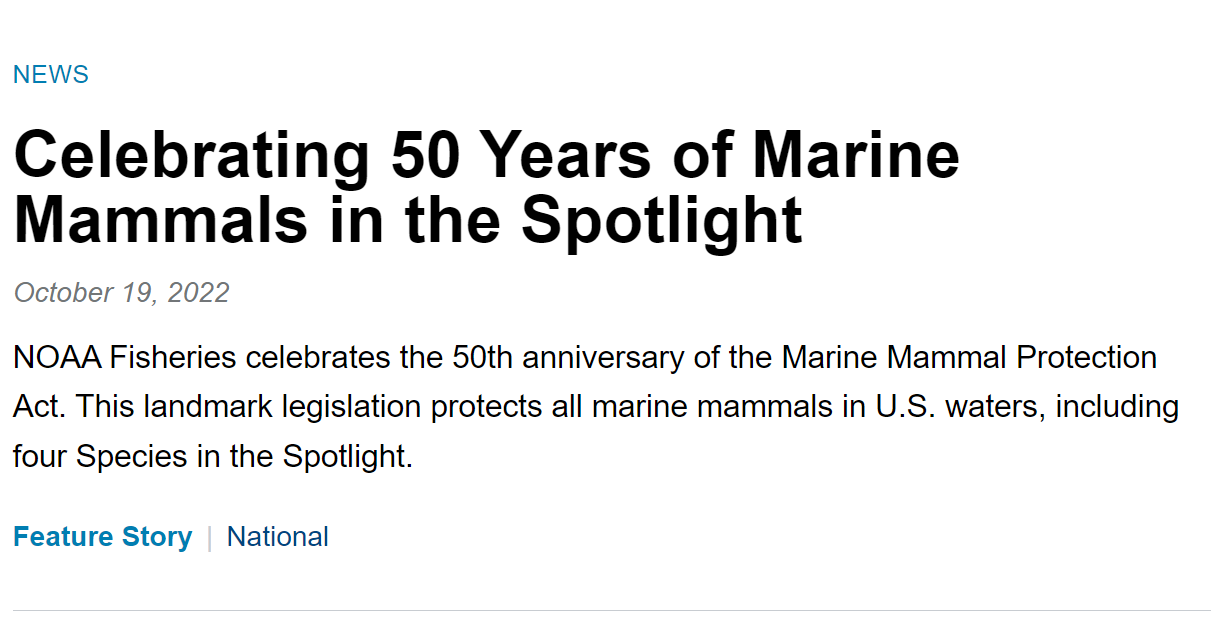 NEWS
Celebrating 50 Years of Marine
Mammals in the Spotlight
October 19, 2022
NOAA Fisheries celebrates the 50th anniversary of the Marine Mammal Protection
Act. This landmark legislation protects all marine mammals in U.S. waters, including
four Species in the Spotlight.
Feature Story | National